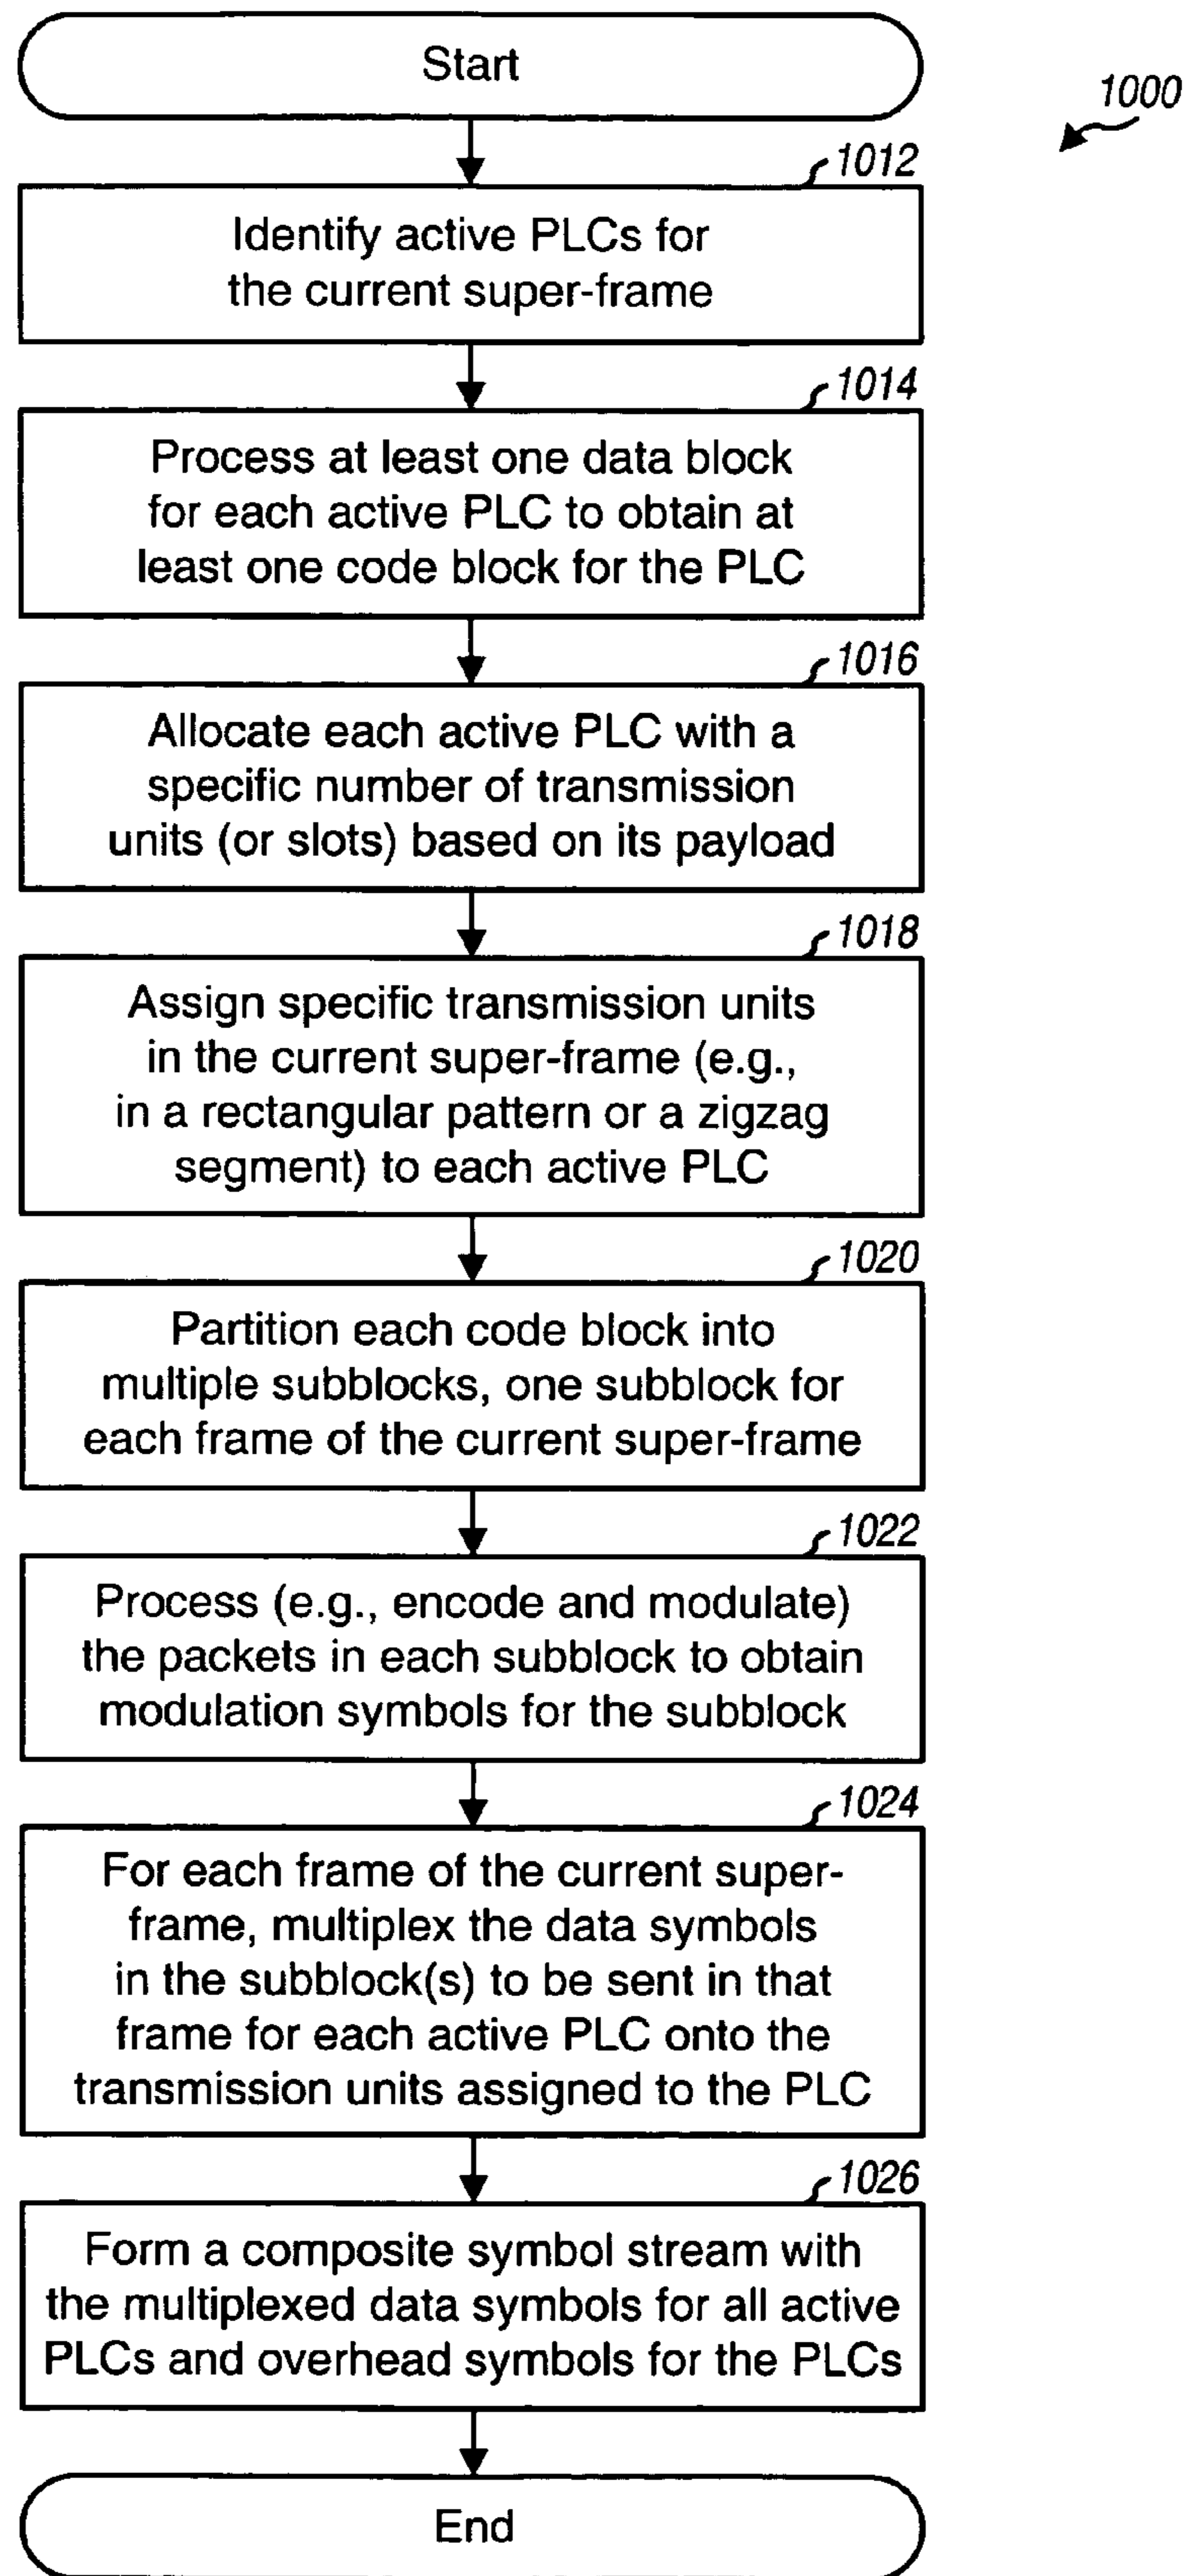 Start
1000
1012
Identify active PLCs for
the current super-frame
1014
Process at least one data block
for each active PLC to obtain at
least one code block for the PLC
1016
Allocate each active PLC with a
specific number of transmission
units (or slots) based on its payload
1018
Assign specific transmission units
in the current super-frame (e.g.,
in a rectangular pattern or a zigzag
segment) to each active PLC
1020
Partition each code block into
multiple subblocks, one subblock for
each frame of the current super-frame
1022
Process (e.g., encode and modulate)
the packets in each subblock to obtain
modulation symbols for the subblock
1024
For each frame of the current super-
frame, multiplex the data symbols
in the subblock(s) to be sent in that
frame for each active PLC onto the
transmission units assigned to the PLC
1026
Form a composite symbol stream with
the multiplexed data symbols for all active
PLCs and overhead symbols for the PLCs
End